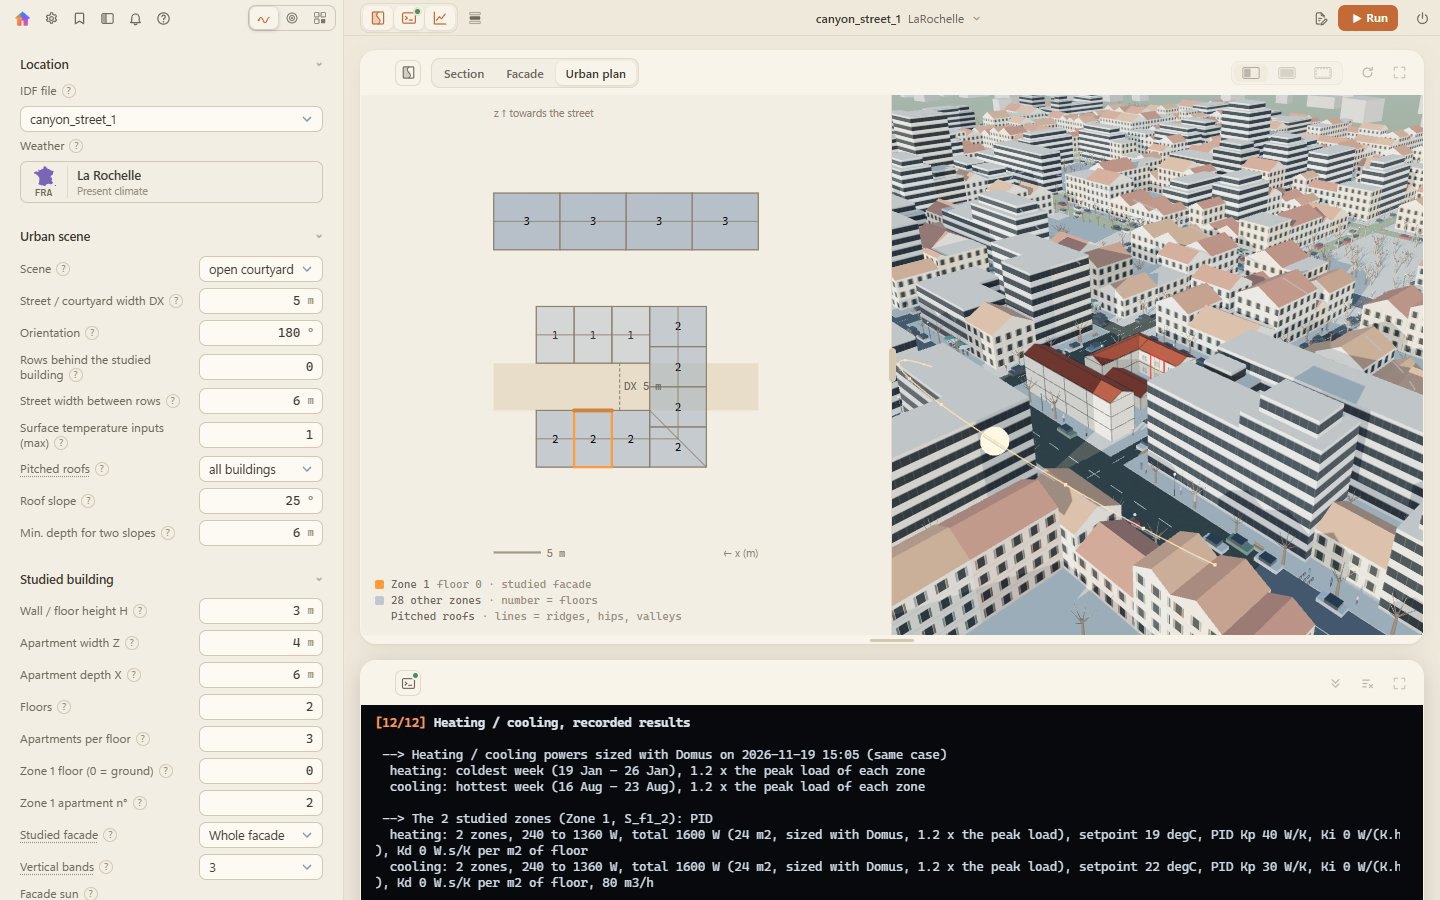 canyon_street_1 LaRochelle
Run
Location
IDF file ?
canyon_street_1
Weather ?
FRA
La Rochelle
Present climate
Urban scene
Scene ? open courtyard
Street / courtyard width DX ? 5 m
Orientation ? 180 °
Rows behind the studied
building ? 0
Street width between rows ? 6 m
Surface temperature inputs
(max) ? 1
Pitched roofs ? all buildings
Roof slope ? 25 °
Min. depth for two slopes ? 6 m
Studied building
Wall / floor height H ? 3 m
Apartment width Z ? 4 m
Apartment depth X ? 6 m
Floors ? 2
Apartments per floor ? 3
Zone 1 floor (0 = ground) ? 0
Zone 1 apartment n° ? 2
Studied facade ? Whole facade
Vertical bands ? 3
Facade sun ?
Section Facade Urban plan
z ↑ towards the street
3 3 3 3
1 1 1 2
2
DX 5 m
2
2 2 2 2
5 m
← x (m)
Zone 1 floor 0 · studied facade
28 other zones · number = floors
Pitched roofs · lines = ridges, hips, valleys
[12/12] Heating / cooling, recorded results
––> Heating / cooling powers sized with Domus on 2026-11-19 15:05 (same case)
heating: coldest week (19 Jan – 26 Jan), 1.2 x the peak load of each zone
cooling: hottest week (16 Aug – 23 Aug), 1.2 x the peak load of each zone
––> The 2 studied zones (Zone 1, S_f1_2): PID
heating: 2 zones, 240 to 1360 W, total 1600 W (24 m2, sized with Domus, 1.2 x the peak load), setpoint 19 degC, PID Kp 40 W/K, Ki 0 W/(K.h
), Kd 0 W.s/K per m2 of floor
cooling: 2 zones, 240 to 1360 W, total 1600 W (24 m2, sized with Domus, 1.2 x the peak load), setpoint 22 degC, PID Kp 30 W/K, Ki 0 W/(K.h
), Kd 0 W.s/K per m2 of floor, 80 m3/h